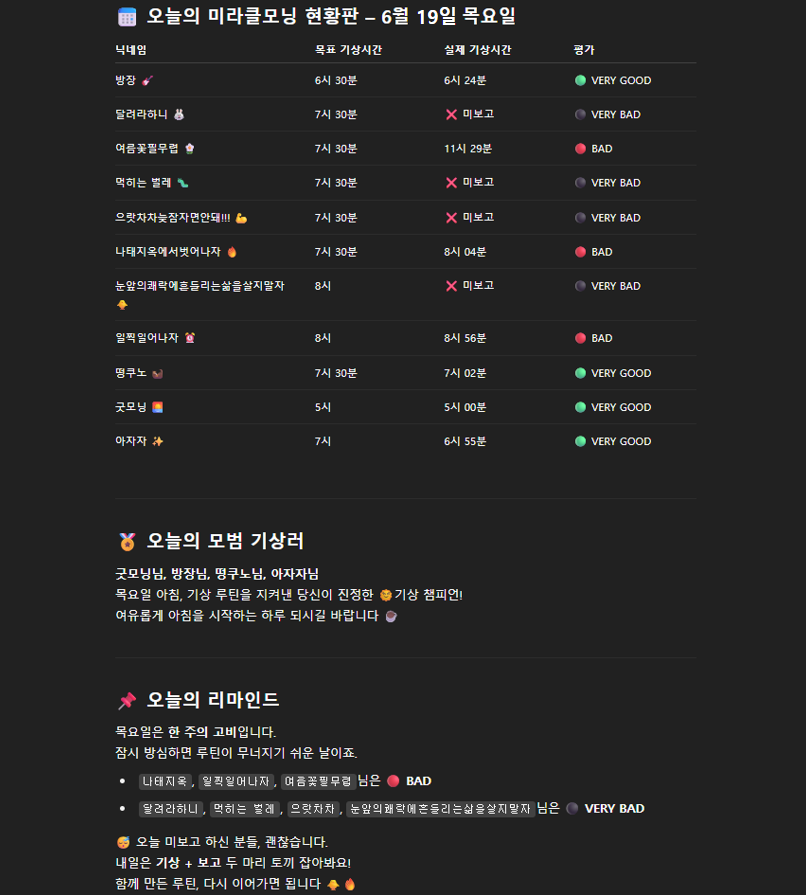 🗓️ 오늘의 미라클모닝 현황판 – 6월 19일 목요일
닉네임 목표 기상시간 실제 기상시간 평가
방장 🎸 6시 30분 6시 24분 🟢 VERY GOOD
달려라하니 🐰 7시 30분 ❌ 미보고 ⚫ VERY BAD
여름꽃필무렵 🌸 7시 30분 11시 29분 🔴 BAD
먹히는 벌레 🐛 7시 30분 ❌ 미보고 ⚫ VERY BAD
으랏차차늦잠자면안돼!!! 💪 7시 30분 ❌ 미보고 ⚫ VERY BAD
나태지옥에서벗어나자 🔥 7시 30분 8시 04분 🔴 BAD
눈앞의쾌락에흔들리는삶을살지말자 8시 ❌ 미보고 ⚫ VERY BAD
🐥
일찍일어나자 ⏰ 8시 8시 56분 🔴 BAD
떵쿠노 🦦 7시 30분 7시 02분 🟢 VERY GOOD
굿모닝 🌅 5시 5시 00분 🟢 VERY GOOD
아자자 ✨ 7시 6시 55분 🟢 VERY GOOD
🏅 오늘의 모범 기상러
굿모닝님, 방장님, 떵쿠노님, 아자자님
목요일 아침, 기상 루틴을 지켜낸 당신이 진정한 🌞기상 챔피언!
여유롭게 아침을 시작하는 하루 되시길 바랍니다 ☕
📌 오늘의 리마인드
목요일은 한 주의 고비입니다.
잠시 방심하면 루틴이 무너지기 쉬운 날이죠.
• 나태지옥, 일찍일어나자, 여름꽃필무렵님은 🔴 BAD
• 달려라하니, 먹히는 벌레, 으랏차차, 눈앞의쾌락에흔들리는삶을살지말자님은 ⚫ VERY BAD
😴 오늘 미보고 하신 분들, 괜찮습니다.
내일은 기상 + 보고 두 마리 토끼 잡아봐요!
함께 만든 루틴, 다시 이어가면 됩니다 🐥🔥